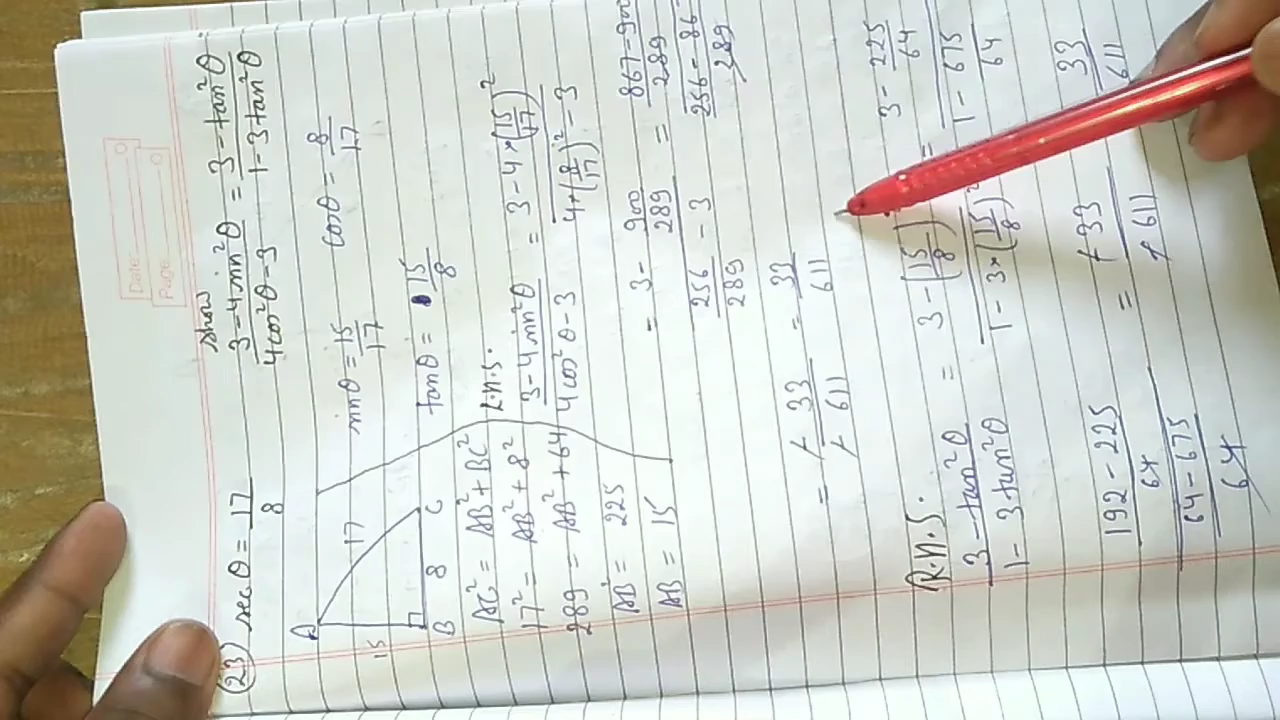 Date
Page
(23) sec θ = 17/8 show (3-4sin²θ)/(4cos²θ-3) = (3-tan²θ)/(1-3tan²θ)
A 17 15 B 8 C
sinθ = 15/17 cosθ = 8/17
tanθ = 15/8
AC² = AB² + BC²
17² = AB² + 8²
289 = AB² + 64
AB² = 225
AB = 15
L.H.S.
(3-4sin²θ)/(4cos²θ-3) = (3-4×(15/17)²)/(4×(8/17)²-3)
= (3-900/289)/(256/289-3) = ((867-900)/289)/((256-867)/289)
= -33/-611 = 33/611
R.H.S.
(3-tan²θ)/(1-3tan²θ) = (3-(15/8)²)/(1-3×(15/8)²) = (3-225/64)/(1-675/64)
((192-225)/64)/((64-675)/64) = -33/-611 = 33/611